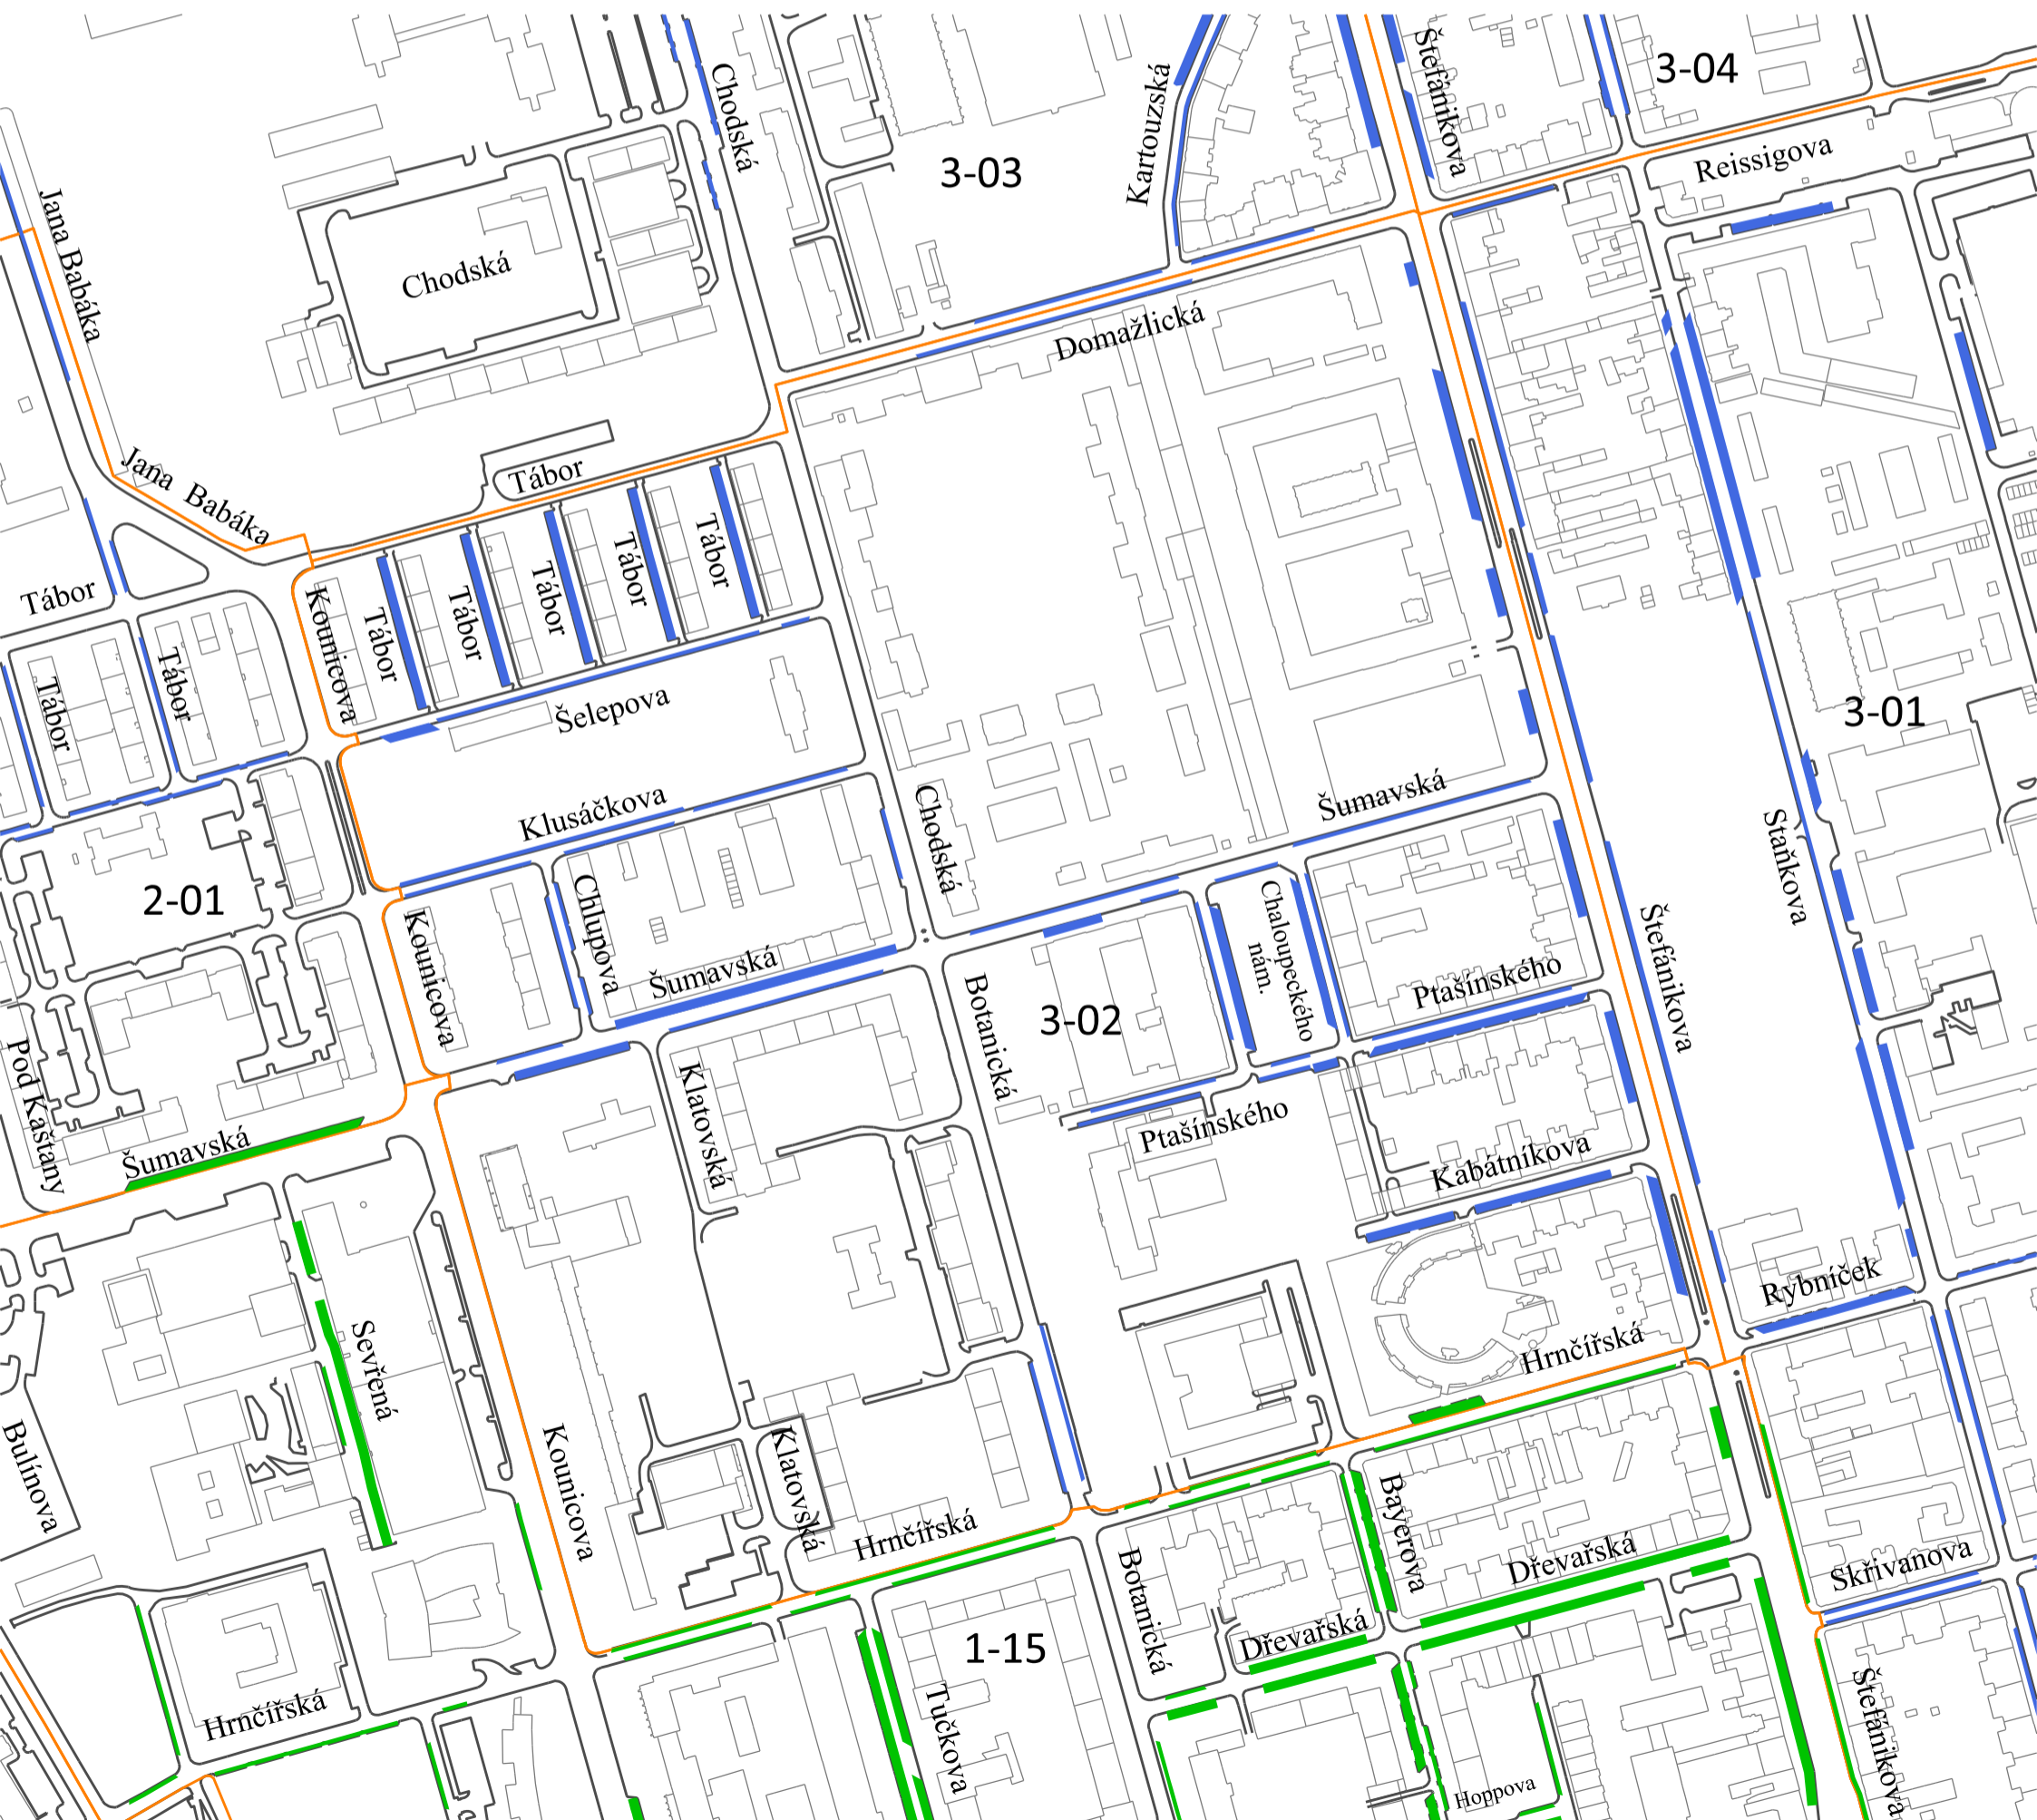 Štefánikova
3-04
Chodská
Kartouzská
Reissigova
3-03
Jana Babáka
Chodská
Domažlická
Jana Babáka
Tábor
Tábor
Tábor
Tábor
Tábor
Tábor
Tábor
Kounicova
Tábor
Tábor
Šelepova
3-01
Klusáčkova
Šumavská
Chodská
Staňkova
2-01
Chlupova
Chaloupeckého
nám.
Kounicova
Štefánikova
Šumavská
Ptašínského
Botanická
3-02
Pod Kaštany
Klatovská
Ptašínského
Šumavská
Kabátníkova
Rybníček
Sevřená
Hrnčířská
Bulínova
Kounicova
Klatovská
Hrnčířská
Bayerova
Dřevařská
Skřivanova
Botanická
Dřevařská
1-15
Hrnčířská
Tučkova
Štefánikova
Hoppova